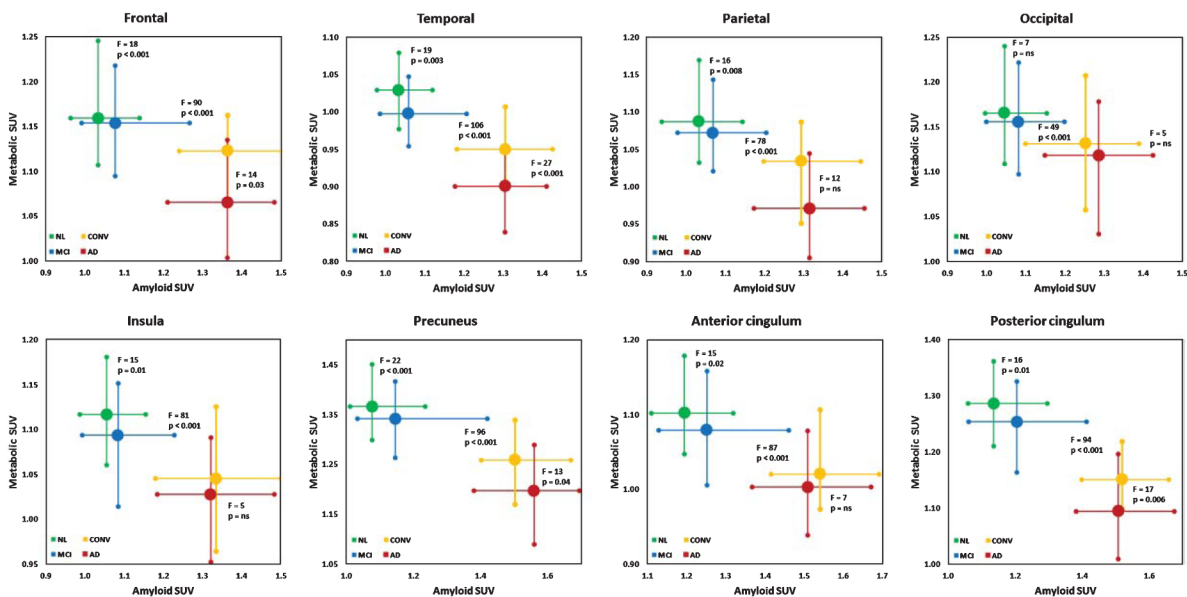 Frontal
Metabolic SUV
1.25
1.20
1.15
1.10
1.05
1.00
F = 18
p < 0.001
F = 90
p < 0.001
F = 14
p = 0.03
NL
CONV
MCI
AD
0.9
1.0
1.1
1.2
1.3
1.4
1.5
Amyloid SUV
Temporal
Metabolic SUV
1.10
1.05
1.00
0.95
0.90
0.85
0.80
F = 19
p = 0.003
F = 106
p < 0.001
F = 27
p < 0.001
NL
CONV
MCI
AD
0.9
1.0
1.1
1.2
1.3
1.4
1.5
Amyloid SUV
Parietal
Metabolic SUV
1.20
1.15
1.10
1.05
1.00
0.95
0.90
F = 16
p = 0.008
F = 78
p < 0.001
F = 12
p = ns
NL
CONV
MCI
AD
0.9
1.0
1.1
1.2
1.3
1.4
1.5
Amyloid SUV
Occipital
Metabolic SUV
1.25
1.20
1.15
1.10
1.05
1.00
F = 7
p = ns
F = 49
p < 0.001
F = 5
p = ns
NL
CONV
MCI
AD
0.9
1.0
1.1
1.2
1.3
1.4
1.5
Amyloid SUV
Insula
Metabolic SUV
1.20
1.15
1.10
1.05
1.00
0.95
F = 15
p = 0.01
F = 81
p < 0.001
F = 5
p = ns
NL
CONV
MCI
AD
0.9
1.0
1.1
1.2
1.3
1.4
1.5
Amyloid SUV
Precuneus
Metabolic SUV
1.45
1.35
1.25
1.15
1.05
F = 22
p < 0.001
F = 96
p < 0.001
F = 13
p = 0.04
NL
CONV
MCI
AD
1.0
1.2
1.4
1.6
Amyloid SUV
Anterior cingulum
Metabolic SUV
1.20
1.10
1.00
0.90
F = 15
p = 0.02
F = 87
p < 0.001
F = 7
p = ns
NL
CONV
MCI
AD
1.1
1.2
1.3
1.4
1.5
1.6
1.7
Amyloid SUV
Posterior cingulum
Metabolic SUV
1.40
1.30
1.20
1.10
1.00
F = 16
p = 0.01
F = 94
p < 0.001
F = 17
p = 0.006
NL
CONV
MCI
AD
1.0
1.2
1.4
1.6
Amyloid SUV